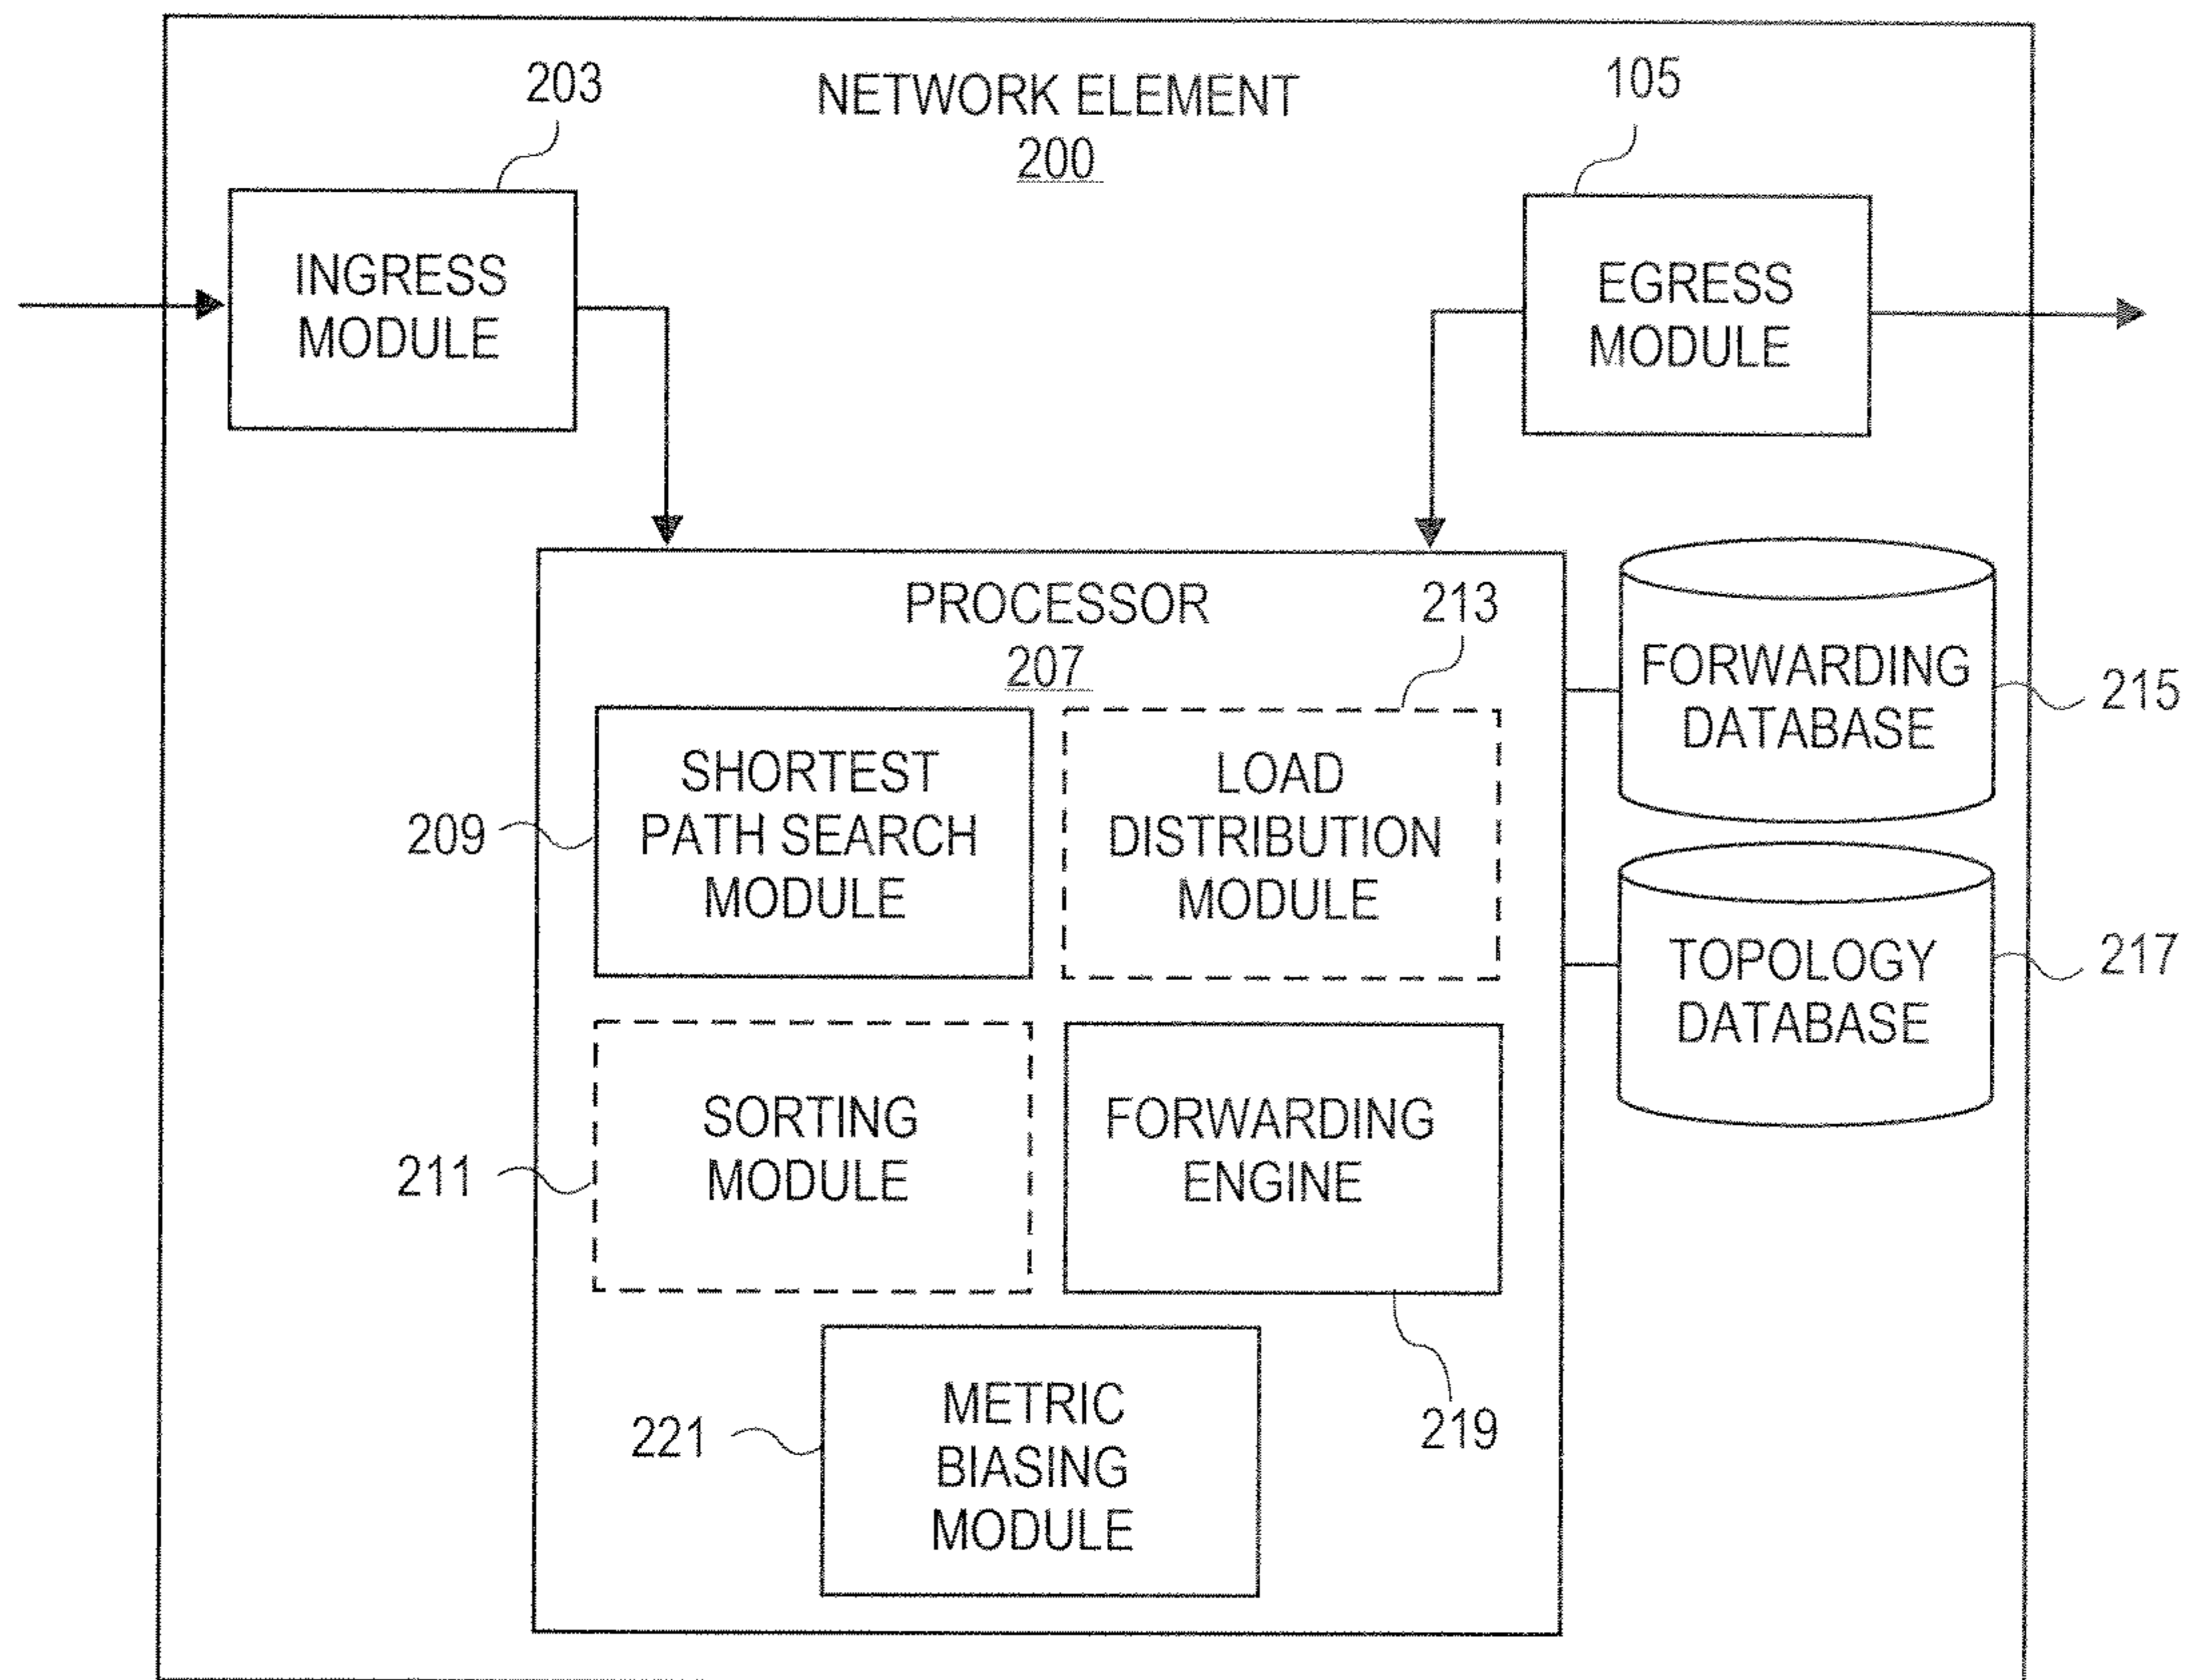 203
NETWORK ELEMENT
200
105
INGRESS
MODULE
EGRESS
MODULE
PROCESSOR
207
213
SHORTEST
PATH SEARCH
MODULE
209
LOAD
DISTRIBUTION
MODULE
FORWARDING
DATABASE
215
TOPOLOGY
DATABASE
217
SORTING
MODULE
211
FORWARDING
ENGINE
219
METRIC
BIASING
MODULE
221